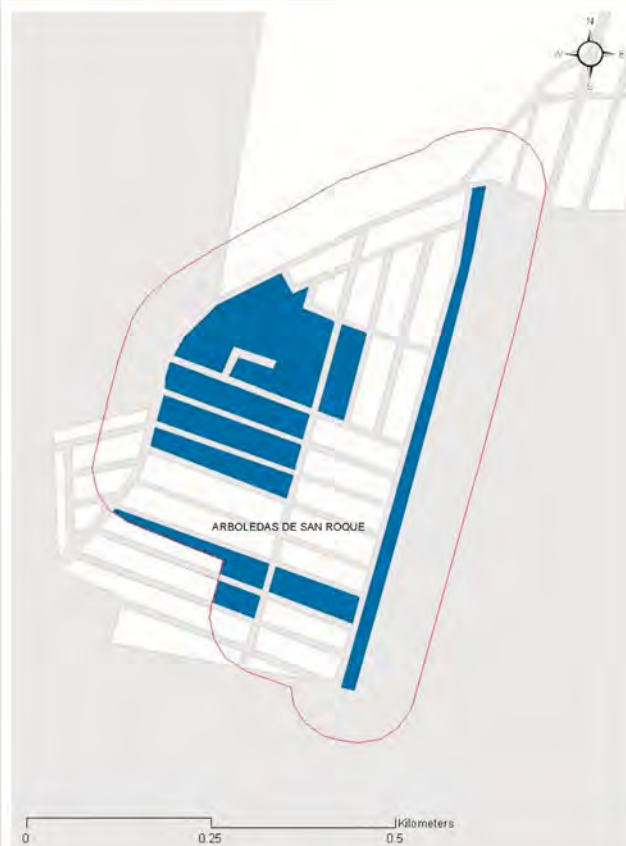 N
W E
S
ARBOLEDAS DE SAN ROQUE
Kilometers
0 0.25 0.5